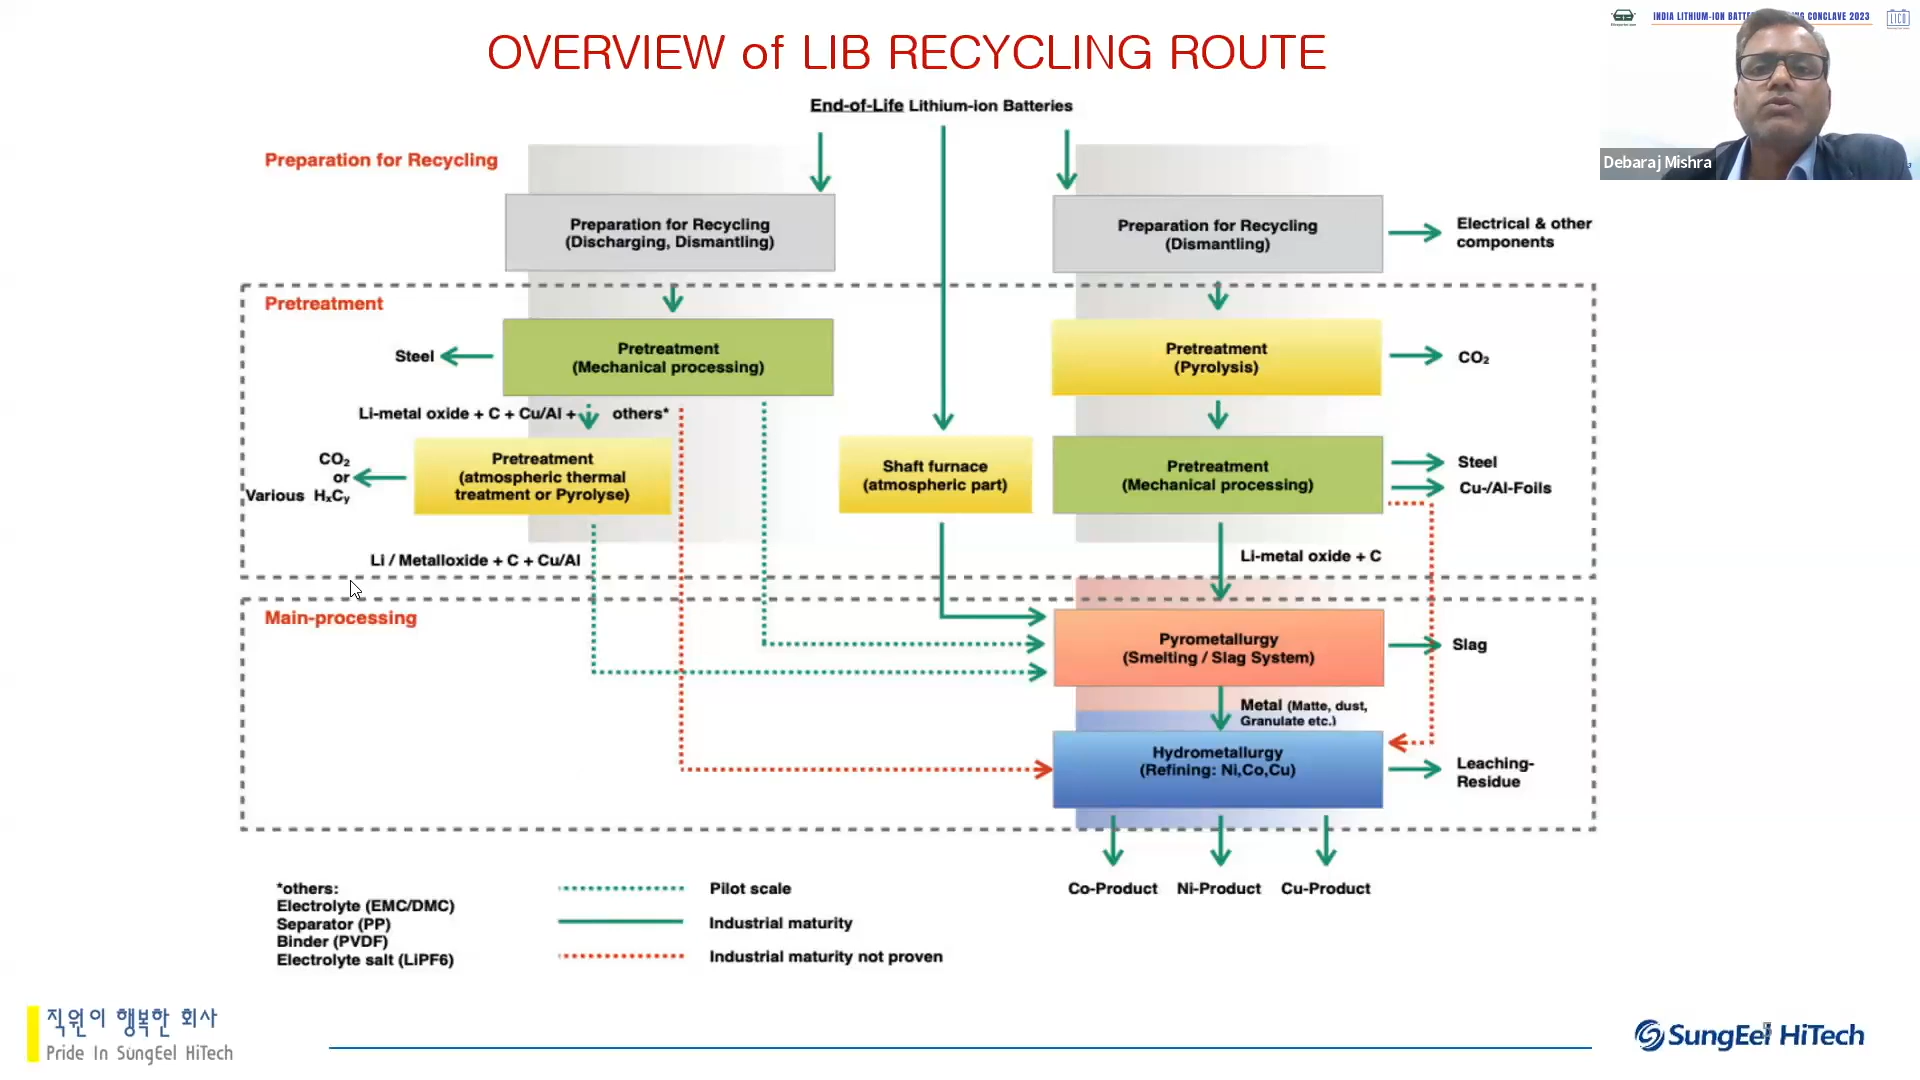 OVERVIEW of LIB RECYCLING ROUTE
INDIA LITHIUM-ION
CONCLAVE 2023
LICO
Debaraj Mishra
End-of-Life Lithium-ion Batteries
Preparation for Recycling
Preparation for Recycling
(Discharging, Dismantling)
Preparation for Recycling
(Dismantling)
Electrical & other
components
Pretreatment
Steel
Pretreatment
(Mechanical processing)
Pretreatment
(Pyrolysis)
CO₂
Li-metal oxide + C + Cu/Al + others*
CO₂
or
Various HₓCᵧ
Pretreatment
(atmospheric thermal
treatment or Pyrolyse)
Shaft furnace
(atmospheric part)
Pretreatment
(Mechanical processing)
Steel
Cu-/Al-Foils
Li / Metalloxide + C + Cu/Al
Li-metal oxide + C
Main-processing
Pyrometallurgy
(Smelting / Slag System)
Slag
Metal (Matte, dust,
Granulate etc.)
Hydrometallurgy
(Refining: Ni,Co,Cu)
Leaching-
Residue
Co-Product Ni-Product Cu-Product
*others:
Electrolyte (EMC/DMC)
Separator (PP)
Binder (PVDF)
Electrolyte salt (LiPF6)
Pilot scale
Industrial maturity
Industrial maturity not proven
직원이 행복한 회사
Pride In SungEel HiTech
5
SungEel HiTech